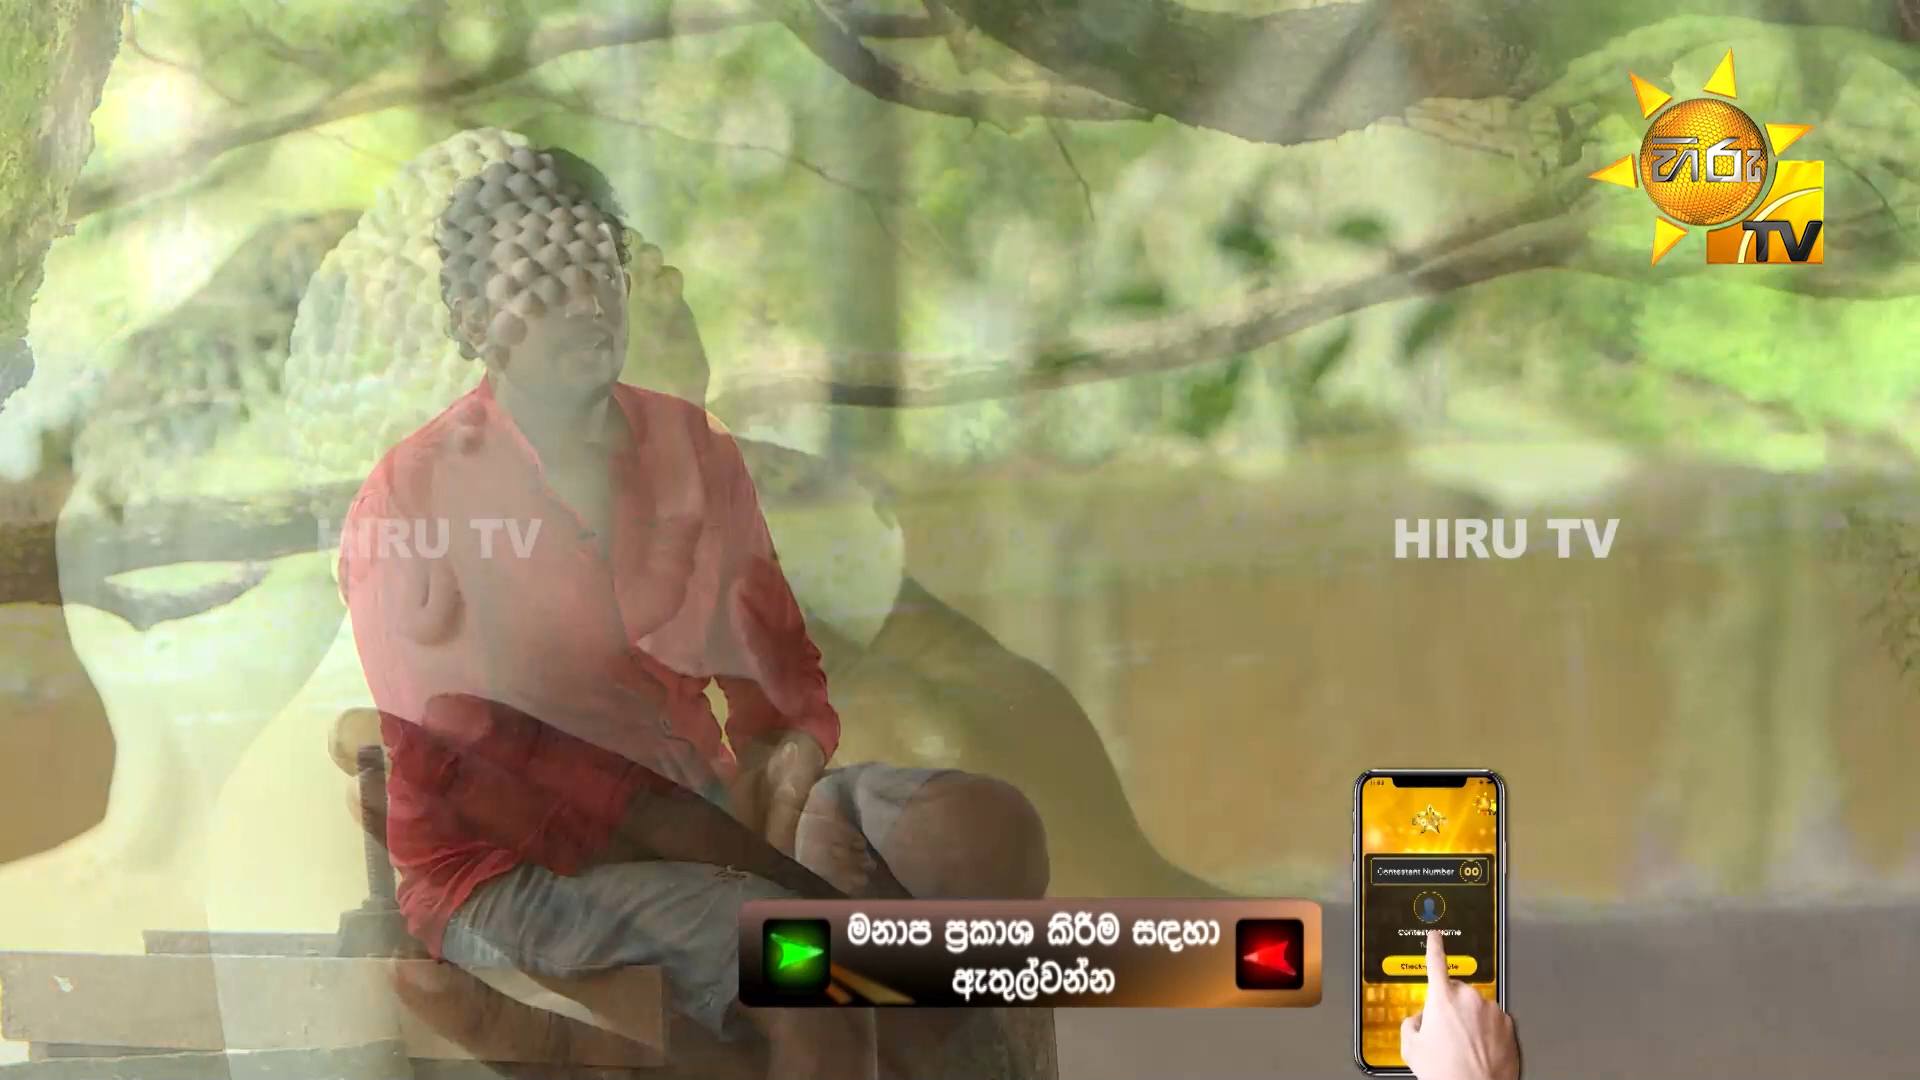 හිරු
TV
HIRU TV
HIRU TV
Contestant Number 00
මනාප ප්‍රකාශ කිරීම සඳහා
ඇතුල්වන්න